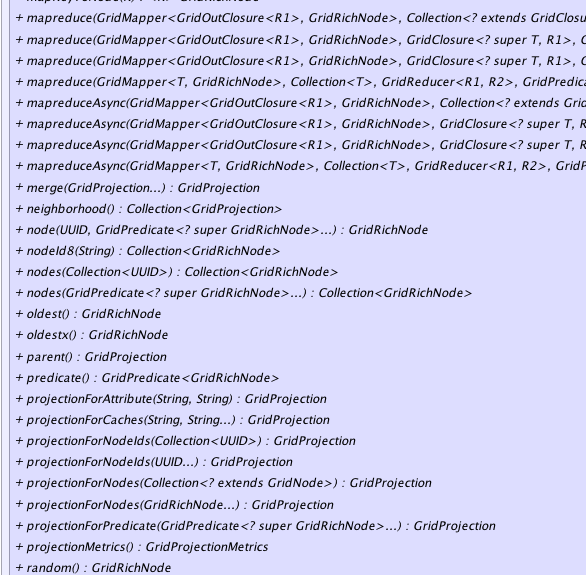 + mapreduce(GridMapper<GridOutClosure<R1>, GridRichNode>, Collection<? extends GridClosu
+ mapreduce(GridMapper<GridOutClosure<R1>, GridRichNode>, GridClosure<? super T, R1>, C
+ mapreduce(GridMapper<GridOutClosure<R1>, GridRichNode>, GridClosure<? super T, R1>, C
+ mapreduce(GridMapper<T, GridRichNode>, Collection<T>, GridReducer<R1, R2>, GridPredica
+ mapreduceAsync(GridMapper<GridOutClosure<R1>, GridRichNode>, Collection<? extends Grid
+ mapreduceAsync(GridMapper<GridOutClosure<R1>, GridRichNode>, GridClosure<? super T, R
+ mapreduceAsync(GridMapper<GridOutClosure<R1>, GridRichNode>, GridClosure<? super T, R
+ mapreduceAsync(GridMapper<T, GridRichNode>, Collection<T>, GridReducer<R1, R2>, GridP
+ merge(GridProjection...) : GridProjection
+ neighborhood() : Collection<GridProjection>
+ node(UUID, GridPredicate<? super GridRichNode>...) : GridRichNode
+ nodeId8(String) : Collection<GridRichNode>
+ nodes(Collection<UUID>) : Collection<GridRichNode>
+ nodes(GridPredicate<? super GridRichNode>...) : Collection<GridRichNode>
+ oldest() : GridRichNode
+ oldestx() : GridRichNode
+ parent() : GridProjection
+ predicate() : GridPredicate<GridRichNode>
+ projectionForAttribute(String, String) : GridProjection
+ projectionForCaches(String, String...) : GridProjection
+ projectionForNodeIds(Collection<UUID>) : GridProjection
+ projectionForNodeIds(UUID...) : GridProjection
+ projectionForNodes(Collection<? extends GridNode>) : GridProjection
+ projectionForNodes(GridRichNode...) : GridProjection
+ projectionForPredicate(GridPredicate<? super GridRichNode>...) : GridProjection
+ projectionMetrics() : GridProjectionMetrics
+ random() : GridRichNode